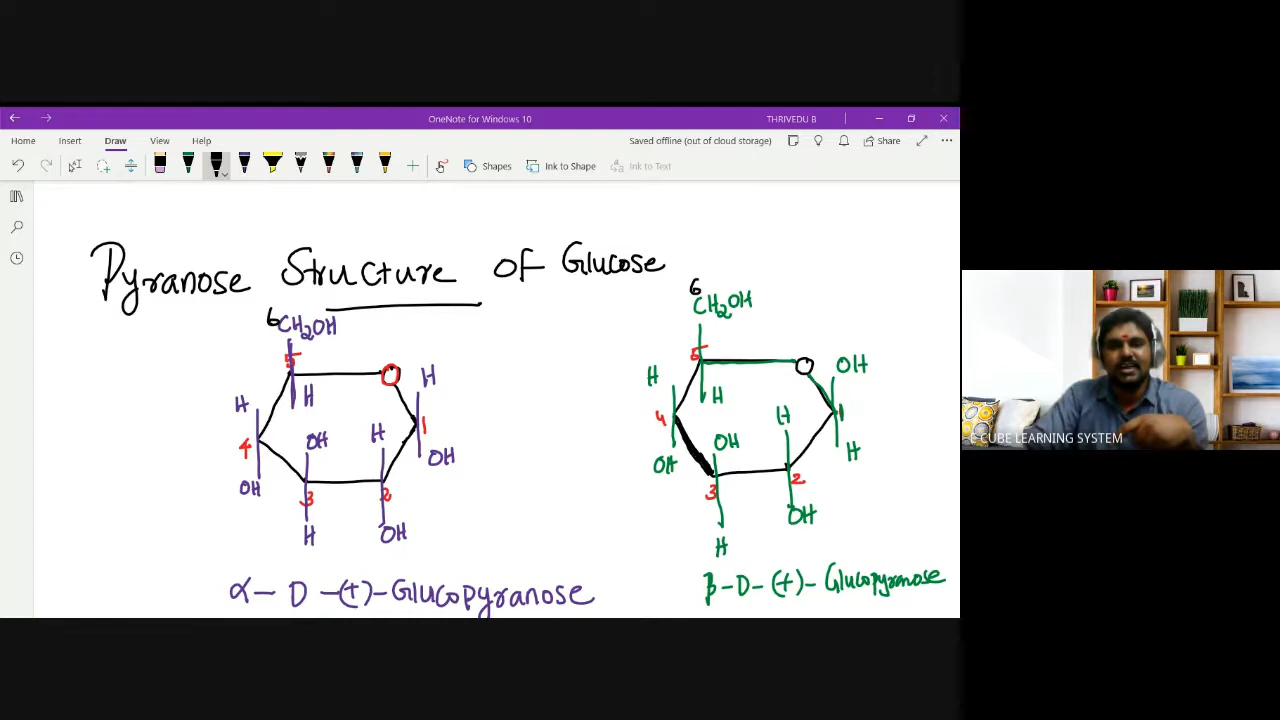 OneNote for Windows 10
THRIVEDU B
Home Insert Draw View Help
Saved offline (out of cloud storage)
Share
Shapes
Ink to Shape
Ink to Text
Pyranose Structure of Glucose
6
CH2OH
5
O
H
H
H
4
OH
H
1
OH
OH
3
2
H
OH
α-D-(+)-Glucopyranose
6
CH2OH
5
O
OH
H
H
4
OH
H
1
OH
H
3
2
OH
H
β-D-(+)-Glucopyranose
E CUBE LEARNING SYSTEM